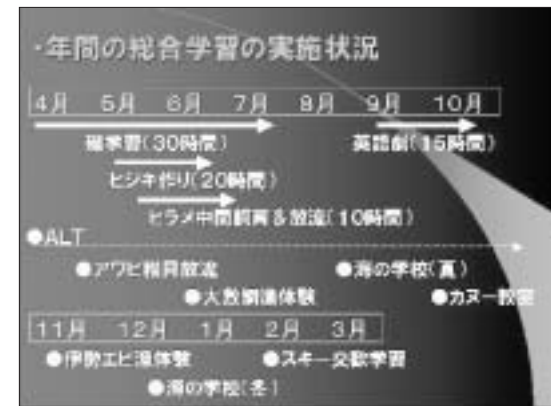 ・年間の総合学習の実施状況
4月 5月 6月 7月 8月 9月 10月
磯学習(30時間) 英語劇(15時間)
ヒジキ作り(20時間)
ヒラメ中間飼育&放流(10時間)
●ALT
●アワビ稚貝放流 ●海の学校(夏)
●大敷網漁体験 ●カヌー教室
11月 12月 1月 2月 3月
●伊勢エビ漁体験 ●スキー交歓学習
●海の学校(冬)